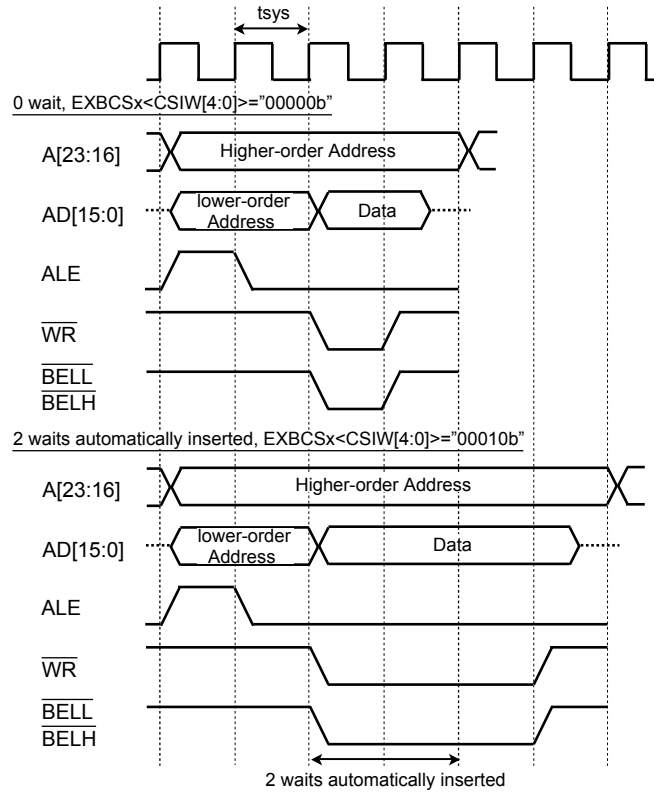 tsys
0 wait, EXBCSx<CSIW[4:0]>="00000b"
A[23:16]
Higher-order Address
AD[15:0]
lower-order
Address
Data
ALE
WR
BELL
BELH
2 waits automatically inserted, EXBCSx<CSIW[4:0]>="00010b"
A[23:16]
Higher-order Address
AD[15:0]
lower-order
Address
Data
ALE
WR
BELL
BELH
2 waits automatically inserted